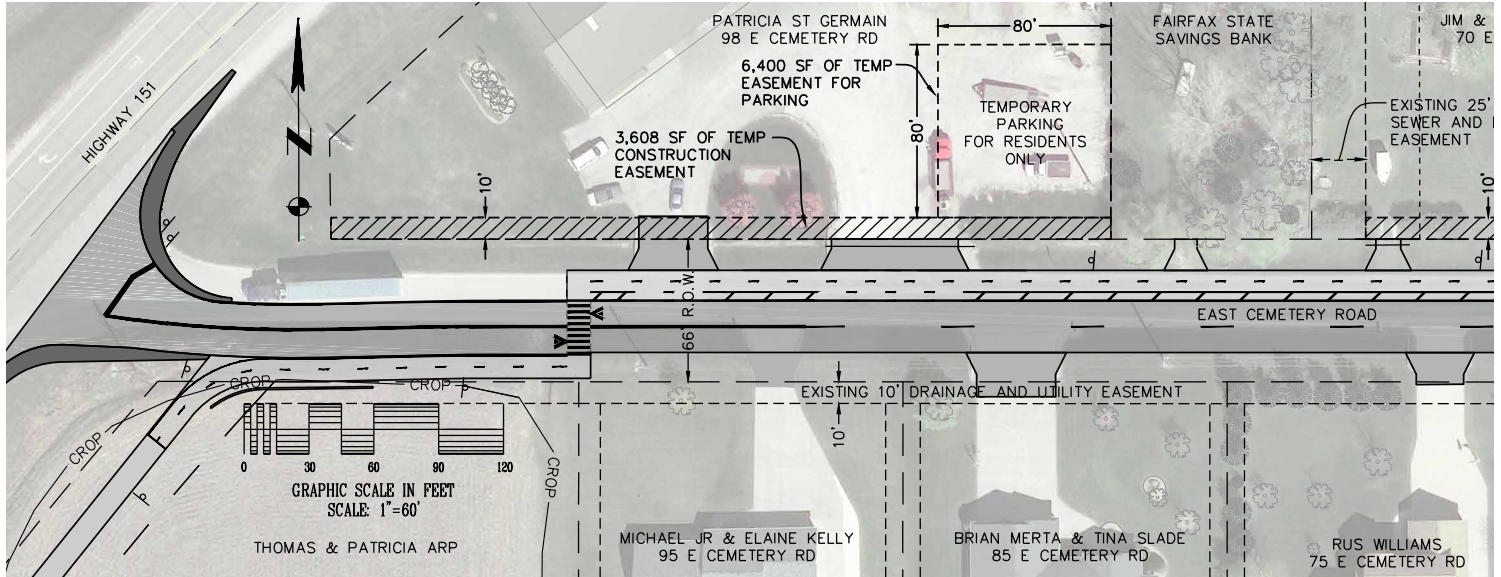 PATRICIA ST GERMAIN
98 E CEMETERY RD
80'
FAIRFAX STATE
SAVINGS BANK
JIM &
70 E
HIGHWAY 151
N
6,400 SF OF TEMP
EASEMENT FOR
PARKING
80'
TEMPORARY
PARKING
FOR RESIDENTS
ONLY
EXISTING 25'
SEWER AND
EASEMENT
3,608 SF OF TEMP
CONSTRUCTION
EASEMENT
10'
10'
66' R.O.W.
EAST CEMETERY ROAD
CROP
CROP
EXISTING 10' DRAINAGE AND UTILITY EASEMENT
10'
CROP
CROP
0 30 60 90 120
GRAPHIC SCALE IN FEET
SCALE: 1"=60'
THOMAS & PATRICIA ARP
MICHAEL JR & ELAINE KELLY
95 E CEMETERY RD
BRIAN MERTA & TINA SLADE
85 E CEMETERY RD
RUS WILLIAMS
75 E CEMETERY RD